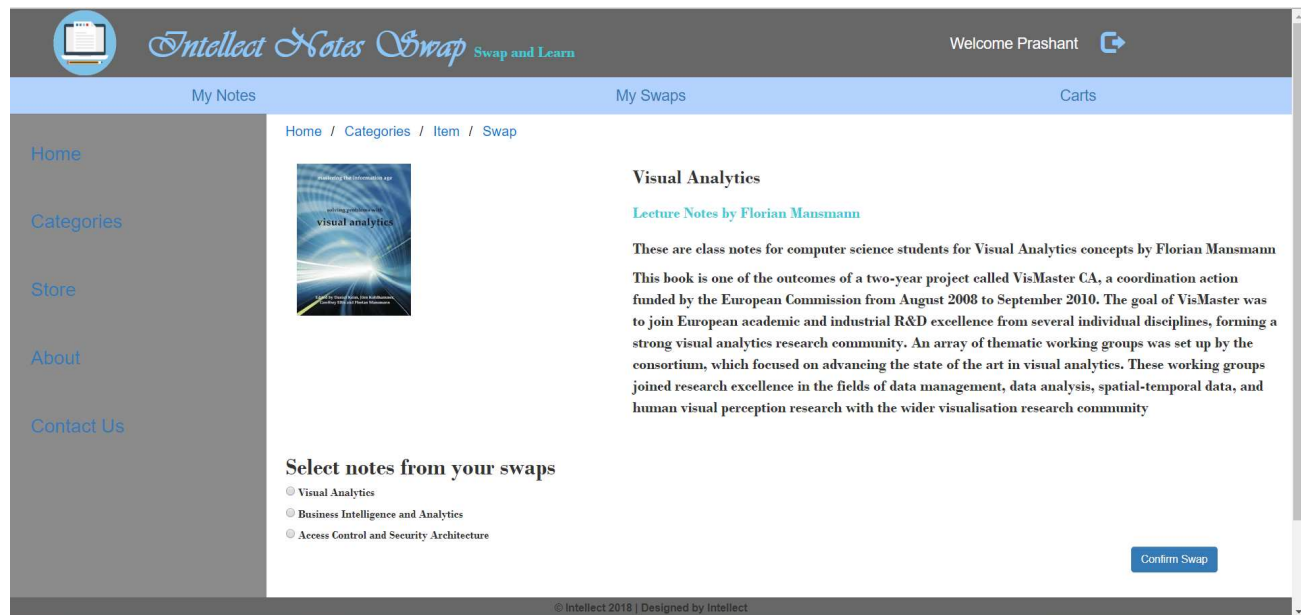 Intellect Notes Swap Swap and Learn
Welcome Prashant
My Notes
My Swaps
Carts
Home
Categories
Store
About
Contact Us
Home / Categories / Item / Swap
mastering the information age
solving problems with
visual analytics
Visual Analytics
Lecture Notes by Florian Mansmann
These are class notes for computer science students for Visual Analytics concepts by Florian Mansmann
This book is one of the outcomes of a two-year project called VisMaster CA, a coordination action
funded by the European Commission from August 2008 to September 2010. The goal of VisMaster was
to join European academic and industrial R&D excellence from several individual disciplines, forming a
strong visual analytics research community. An array of thematic working groups was set up by the
consortium, which focused on advancing the state of the art in visual analytics. These working groups
joined research excellence in the fields of data management, data analysis, spatial-temporal data, and
human visual perception research with the wider visualisation research community
Select notes from your swaps
Visual Analytics
Business Intelligence and Analytics
Access Control and Security Architecture
Confirm Swap
© Intellect 2018 | Designed by Intellect